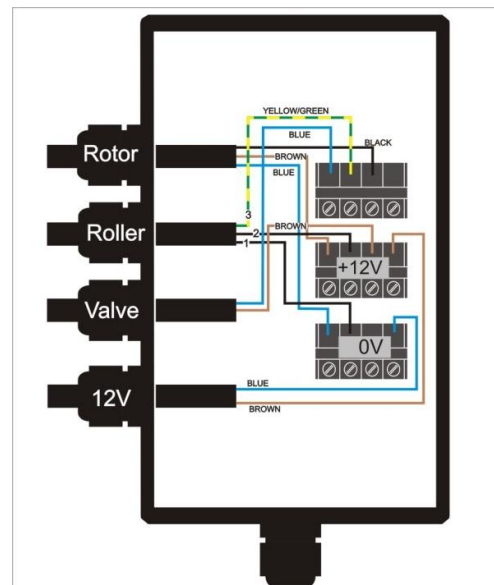 YELLOW/GREEN
BLUE
BLACK
Rotor
BROWN
BLUE
3
Roller
BROWN
2
1
+12V
Valve
0V
12V
BLUE
BROWN